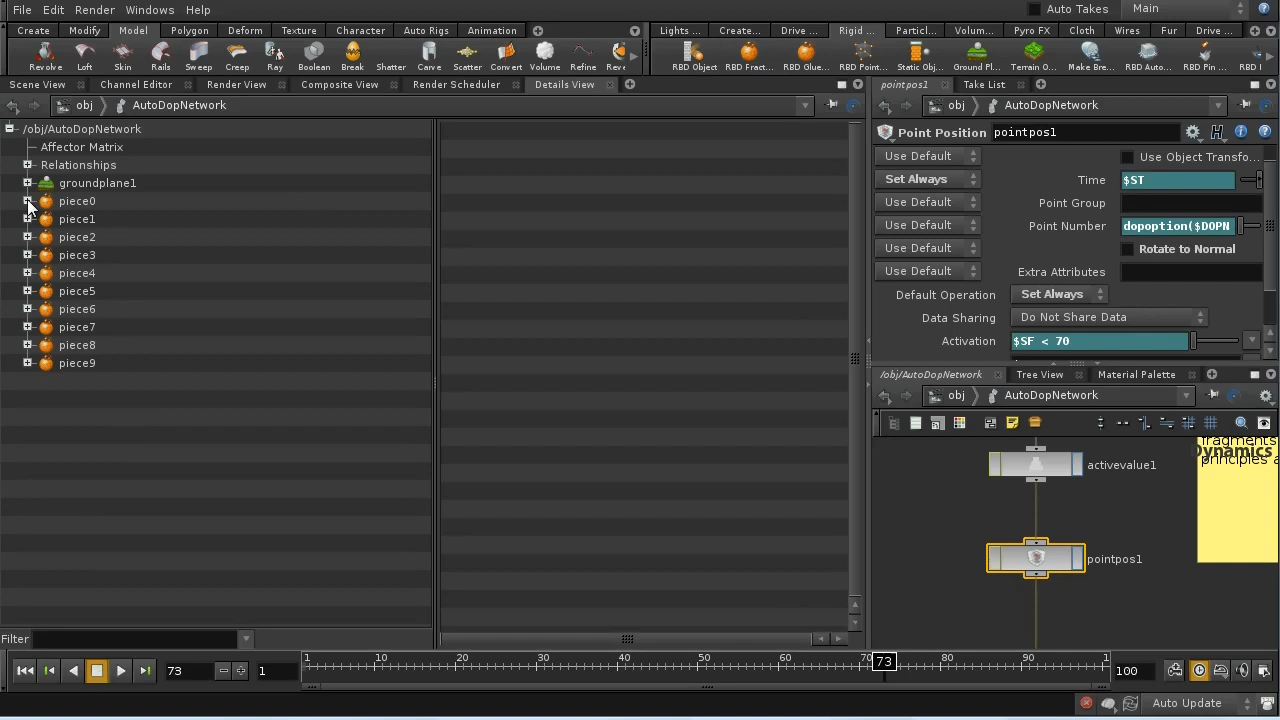 File Edit Render Windows Help Auto Takes Main
Create Modify Model Polygon Deform Texture Character Auto Rigs Animation Lights ... Create... Drive ... Rigid ... Particl... Volum... Pyro FX Cloth Wires Fur Drive ...
Revolve Loft Skin Rails Sweep Creep Ray Boolean Break Shatter Carve Scatter Convert Volume Refine RBD Object RBD Fract... RBD Glue... RBD Point... Static Obj... Ground Pl... Terrain O... Make Bre... RBD Auto... RBD Pin ... RBD I
Scene View Channel Editor Render View Composite View Render Scheduler Details View pointpos1 Take List
obj AutoDopNetwork obj AutoDopNetwork
/obj/AutoDopNetwork
Affector Matrix
Relationships
groundplane1
piece0
piece1
piece2
piece3
piece4
piece5
piece6
piece7
piece8
piece9
Filter
Point Position pointpos1
Use Default Use Object Transfo...
Set Always Time $ST
Use Default Point Group
Use Default Point Number dopoption($DOPN
Use Default Rotate to Normal
Use Default Extra Attributes
Default Operation Set Always
Data Sharing Do Not Share Data
Activation $SF < 70
/obj/AutoDopNetwork Tree View Material Palette
obj AutoDopNetwork
fragments
Dynamics
principles a
activevalue1
pointpos1
73 1 1 10 20 30 40 50 60 70 73 80 90 1 100
Auto Update